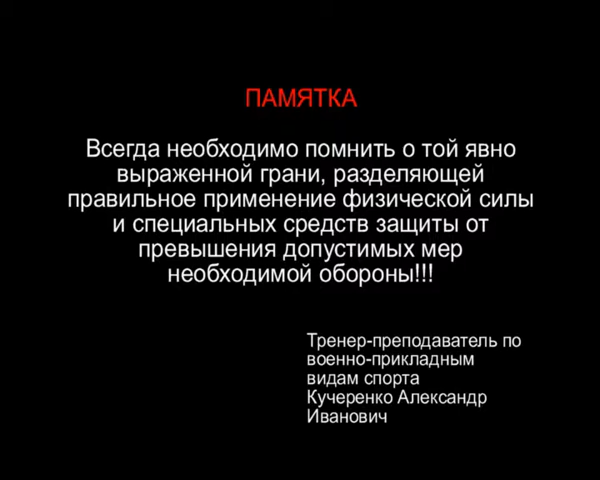 ПАМЯТКА
Всегда необходимо помнить о той явно
выраженной грани, разделяющей
правильное применение физической силы
и специальных средств защиты от
превышения допустимых мер
необходимой обороны!!!
Тренер-преподаватель по
военно-прикладным
видам спорта
Кучеренко Александр
Иванович